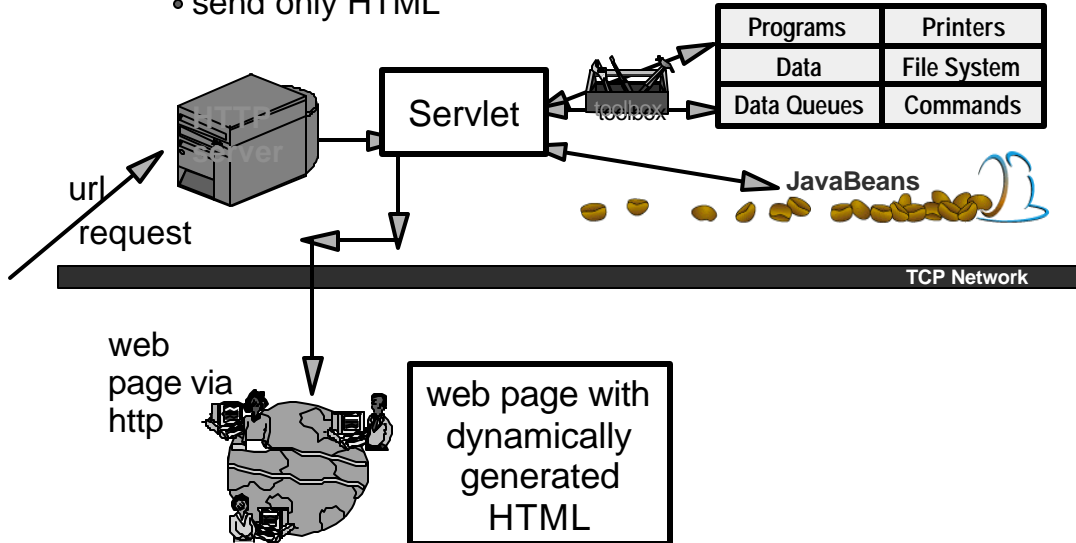 • send only HTML
Programs Printers
Data File System
Data Queues Commands
toolbox
Servlet
HTTP
server
JavaBeans
url
request
TCP Network
web
page via
http
web page with
dynamically
generated
HTML